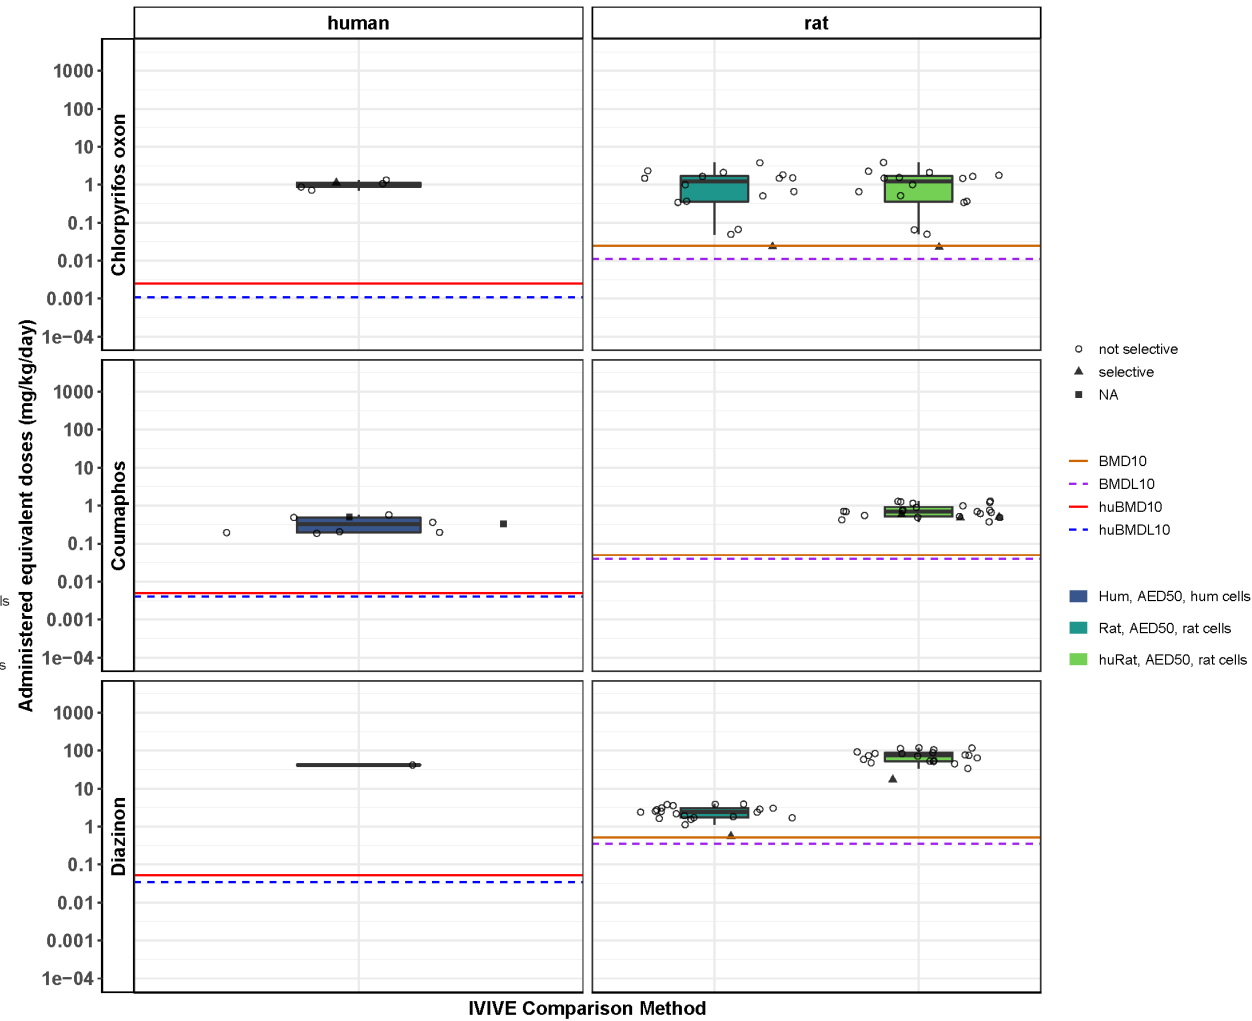 human
rat
Chlorpyrifos oxon
1000
100
10
1
0.1
0.01
0.001
1e−04
Coumaphos
1000
100
10
1
0.1
0.01
0.001
1e−04
Diazinon
1000
100
10
1
0.1
0.01
0.001
1e−04
Administered equivalent doses (mg/kg/day)
IVIVE Comparison Method
not selective
selective
NA
BMD10
BMDL10
huBMD10
huBMDL10
Hum, AED50, hum cells
Rat, AED50, rat cells
huRat, AED50, rat cells
ls
s